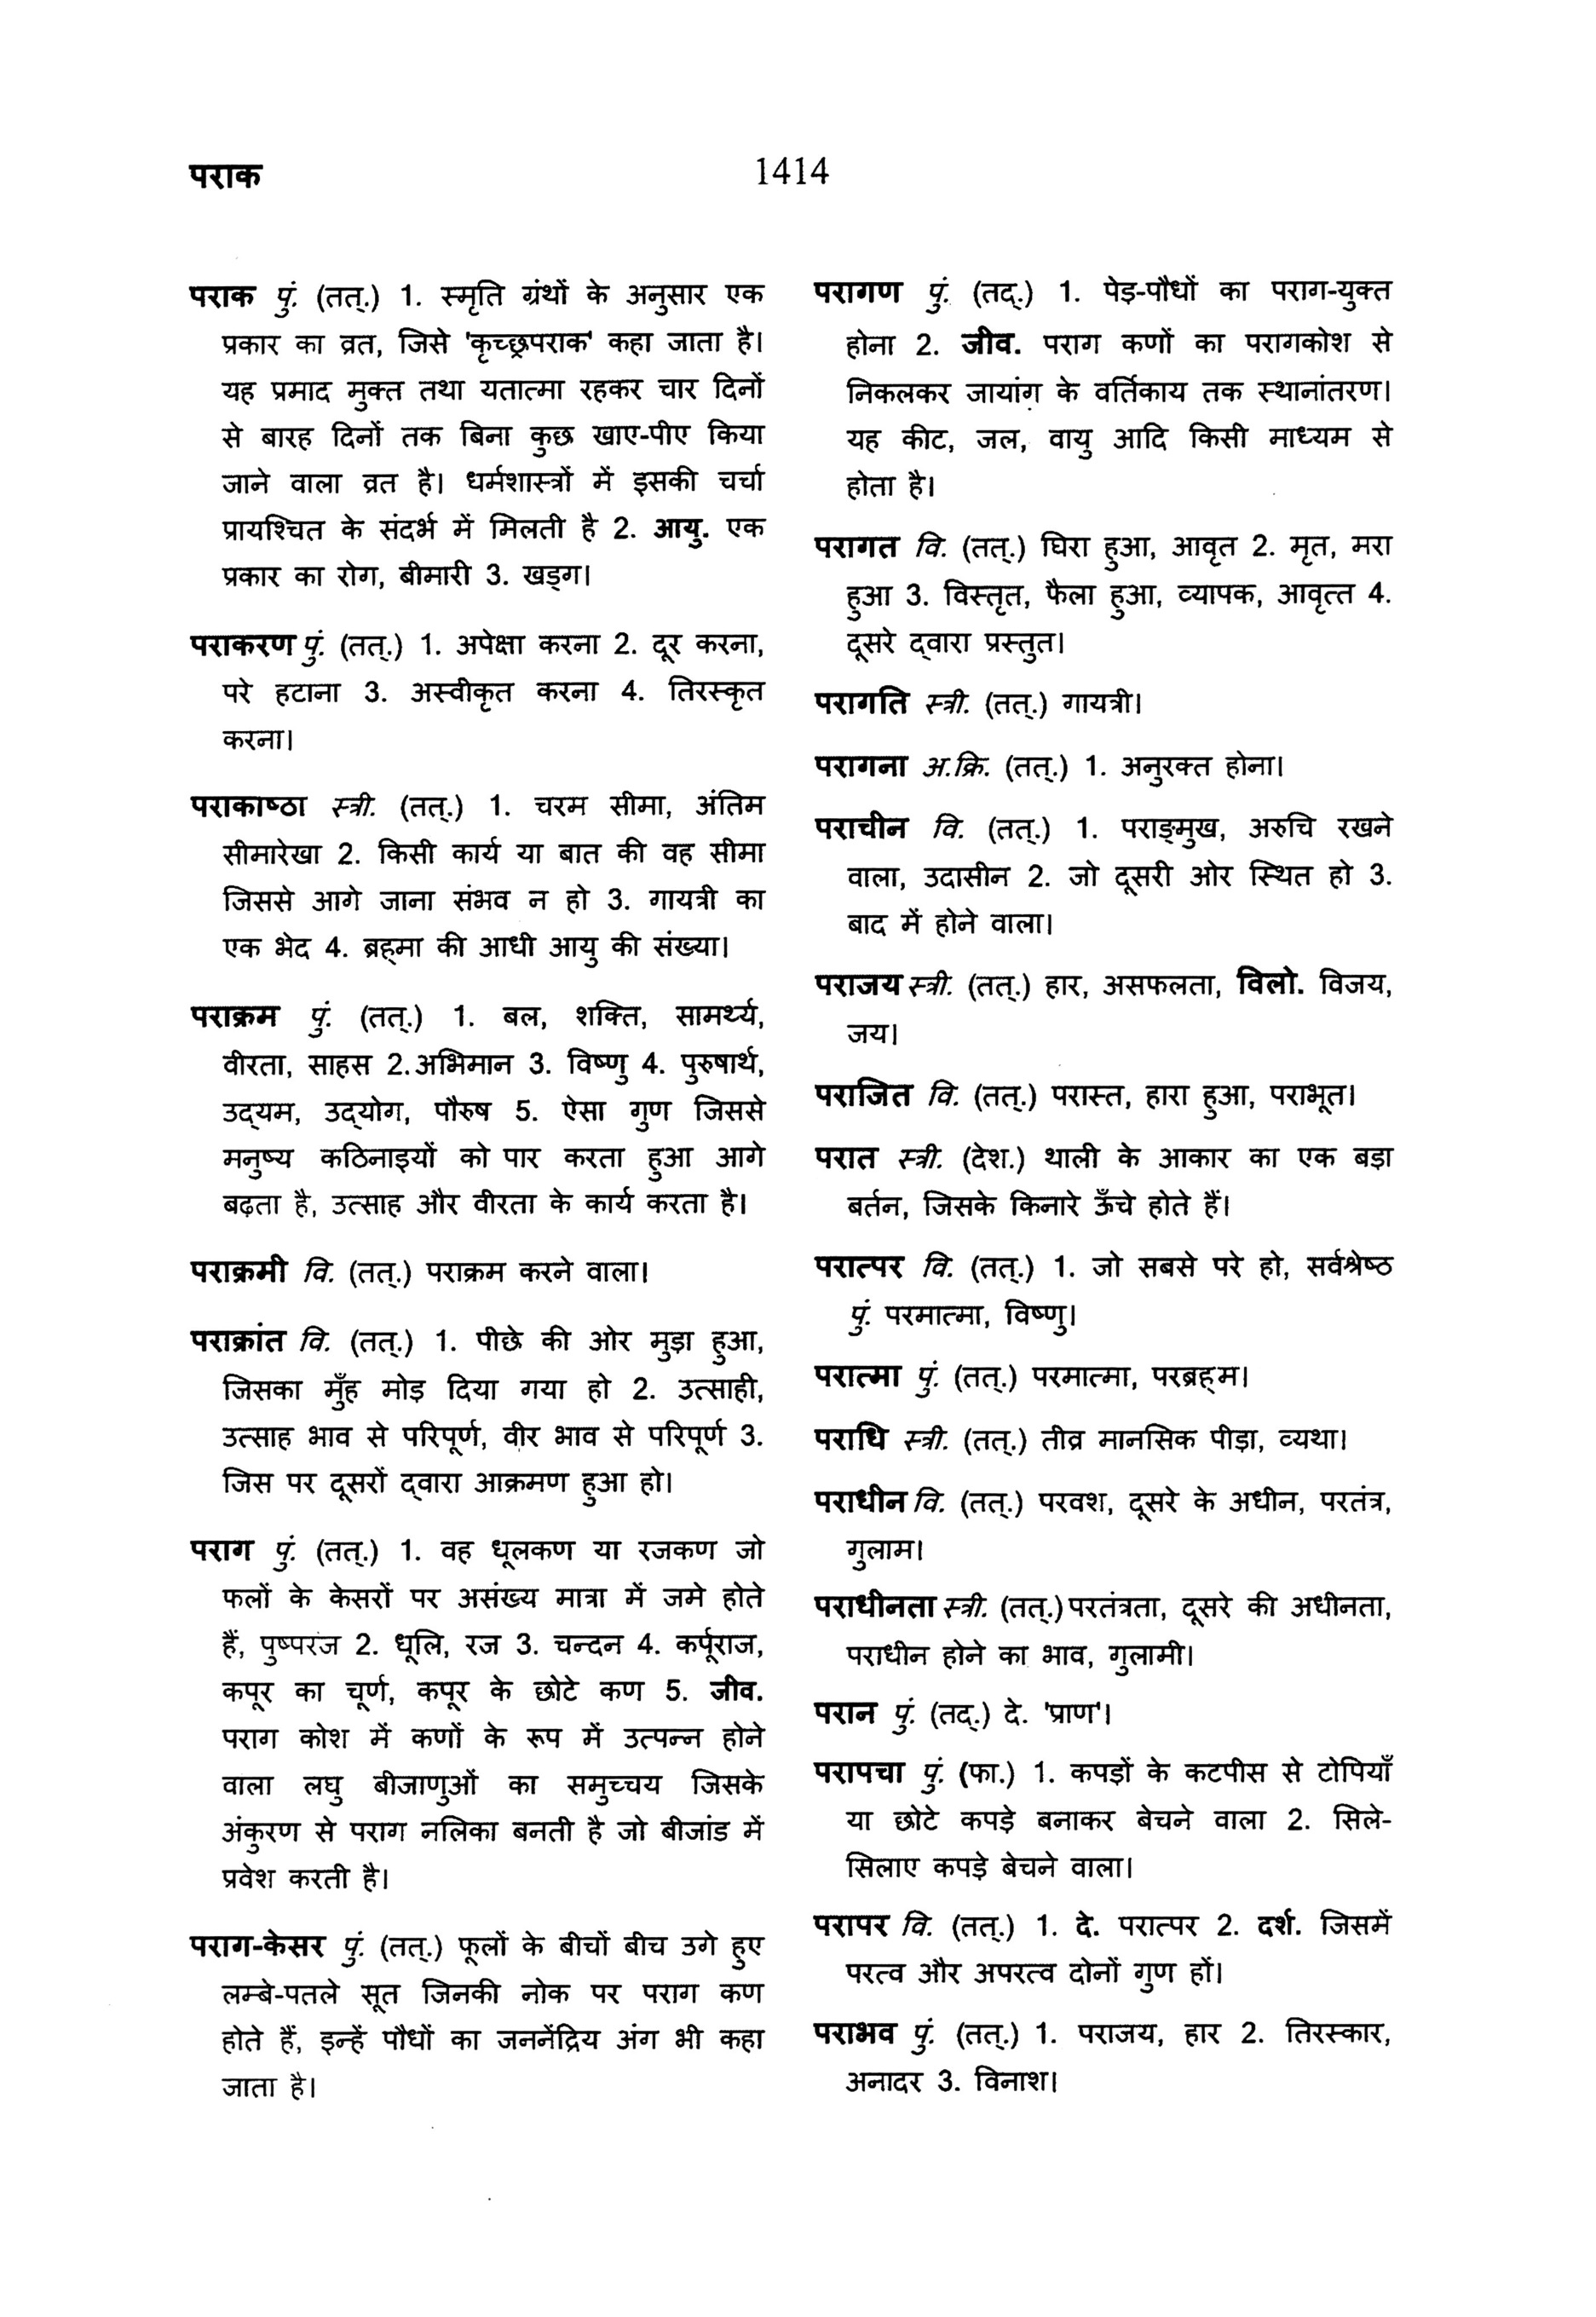 पराक
1414
पराक पुं. (तत्.) 1. स्मृति ग्रंथों के अनुसार एक
प्रकार का व्रत, जिसे 'कृच्छ्रपराक' कहा जाता है।
यह प्रमाद मुक्त तथा यतात्मा रहकर चार दिनों
से बारह दिनों तक बिना कुछ खाए-पीए किया
जाने वाला व्रत है। धर्मशास्त्रों में इसकी चर्चा
प्रायश्चित के संदर्भ में मिलती है 2. आयु. एक
प्रकार का रोग, बीमारी 3. खड्ग।
पराकरण पुं. (तत्.) 1. अपेक्षा करना 2. दूर करना,
परे हटाना 3. अस्वीकृत करना 4. तिरस्कृत
करना।
पराकाष्ठा स्त्री. (तत्.) 1. चरम सीमा, अंतिम
सीमारेखा 2. किसी कार्य या बात की वह सीमा
जिससे आगे जाना संभव न हो 3. गायत्री का
एक भेद 4. ब्रह्मा की आधी आयु की संख्या।
पराक्रम पुं. (तत्.) 1. बल, शक्ति, सामर्थ्य,
वीरता, साहस 2.अभिमान 3. विष्णु 4. पुरुषार्थ,
उद्यम, उद्योग, पौरुष 5. ऐसा गुण जिससे
मनुष्य कठिनाइयों को पार करता हुआ आगे
बढ़ता है, उत्साह और वीरता के कार्य करता है।
पराक्रमी वि. (तत्.) पराक्रम करने वाला।
पराक्रांत वि. (तत्.) 1. पीछे की ओर मुड़ा हुआ,
जिसका मुँह मोड़ दिया गया हो 2. उत्साही,
उत्साह भाव से परिपूर्ण, वीर भाव से परिपूर्ण 3.
जिस पर दूसरों द्वारा आक्रमण हुआ हो।
पराग पुं. (तत्.) 1. वह धूलकण या रजकण जो
फलों के केसरों पर असंख्य मात्रा में जमे होते
हैं, पुष्परज 2. धूलि, रज 3. चन्दन 4. कर्पूराज,
कपूर का चूर्ण, कपूर के छोटे कण 5. जीव.
पराग कोश में कणों के रूप में उत्पन्न होने
वाला लघु बीजाणुओं का समुच्चय जिसके
अंकुरण से पराग नलिका बनती है जो बीजांड में
प्रवेश करती है।
पराग-केसर पुं. (तत्.) फूलों के बीचों बीच उगे हुए
लम्बे-पतले सूत जिनकी नोक पर पराग कण
होते हैं, इन्हें पौधों का जननेंद्रिय अंग भी कहा
जाता है।
परागण पुं. (तद्.) 1. पेड़-पौधों का पराग-युक्त
होना 2. जीव. पराग कणों का परागकोश से
निकलकर जायांग के वर्तिकाय तक स्थानांतरण।
यह कीट, जल, वायु आदि किसी माध्यम से
होता है।
परागत वि. (तत्.) घिरा हुआ, आवृत 2. मृत, मरा
हुआ 3. विस्तृत, फैला हुआ, व्यापक, आवृत्त 4.
दूसरे द्वारा प्रस्तुत।
परागति स्त्री. (तत्.) गायत्री।
परागना अ.क्रि. (तत्.) 1. अनुरक्त होना।
पराचीन वि. (तत्.) 1. पराङ्मुख, अरुचि रखने
वाला, उदासीन 2. जो दूसरी ओर स्थित हो 3.
बाद में होने वाला।
पराजय स्त्री. (तत्.) हार, असफलता, विलो. विजय,
जय।
पराजित वि. (तत्.) परास्त, हारा हुआ, पराभूत।
परात स्त्री. (देश.) थाली के आकार का एक बड़ा
बर्तन, जिसके किनारे ऊँचे होते हैं।
परात्पर वि. (तत्.) 1. जो सबसे परे हो, सर्वश्रेष्ठ
पुं. परमात्मा, विष्णु।
परात्मा पुं. (तत्.) परमात्मा, परब्रह्म।
पराधि स्त्री. (तत्.) तीव्र मानसिक पीड़ा, व्यथा।
पराधीन वि. (तत्.) परवश, दूसरे के अधीन, परतंत्र,
गुलाम।
पराधीनता स्त्री. (तत्.) परतंत्रता, दूसरे की अधीनता,
पराधीन होने का भाव, गुलामी।
परान पुं. (तद्.) दे. 'प्राण'।
परापचा पुं. (फा.) 1. कपड़ों के कटपीस से टोपियाँ
या छोटे कपड़े बनाकर बेचने वाला 2. सिले-
सिलाए कपड़े बेचने वाला।
परापर वि. (तत्.) 1. दे. परात्पर 2. दर्श. जिसमें
परत्व और अपरत्व दोनों गुण हों।
पराभव पुं. (तत्.) 1. पराजय, हार 2. तिरस्कार,
अनादर 3. विनाश।